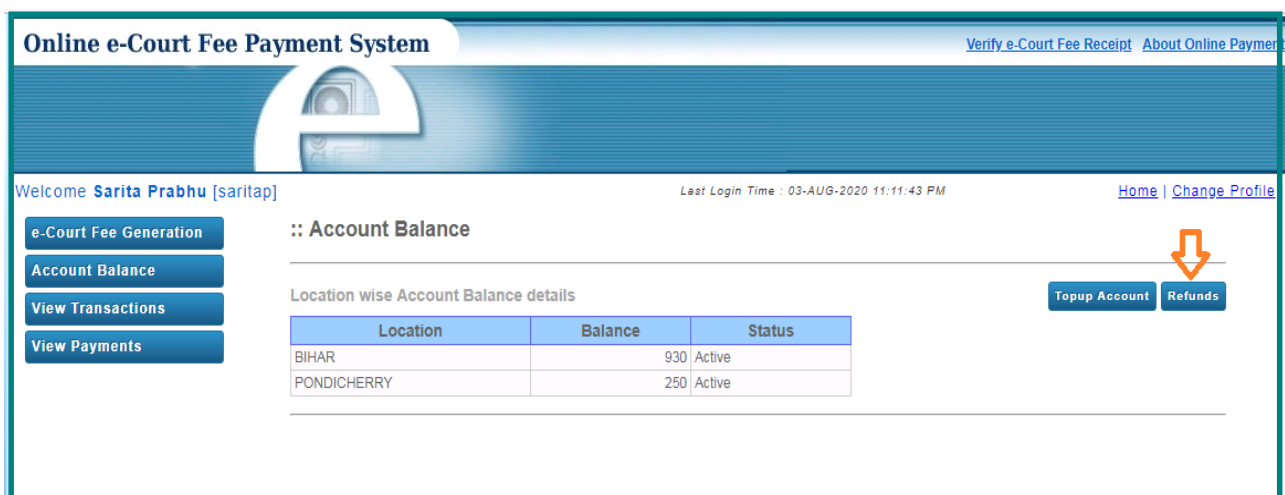 Online e-Court Fee Payment System
Verify e-Court Fee Receipt About Online Paymen
Welcome Sarita Prabhu [saritap]
Last Login Time : 03-AUG-2020 11:11:43 PM
Home | Change Profile
e-Court Fee Generation
Account Balance
View Transactions
View Payments
:: Account Balance
Location wise Account Balance details
Topup Account Refunds
Location Balance Status
BIHAR 930 Active
PONDICHERRY 250 Active